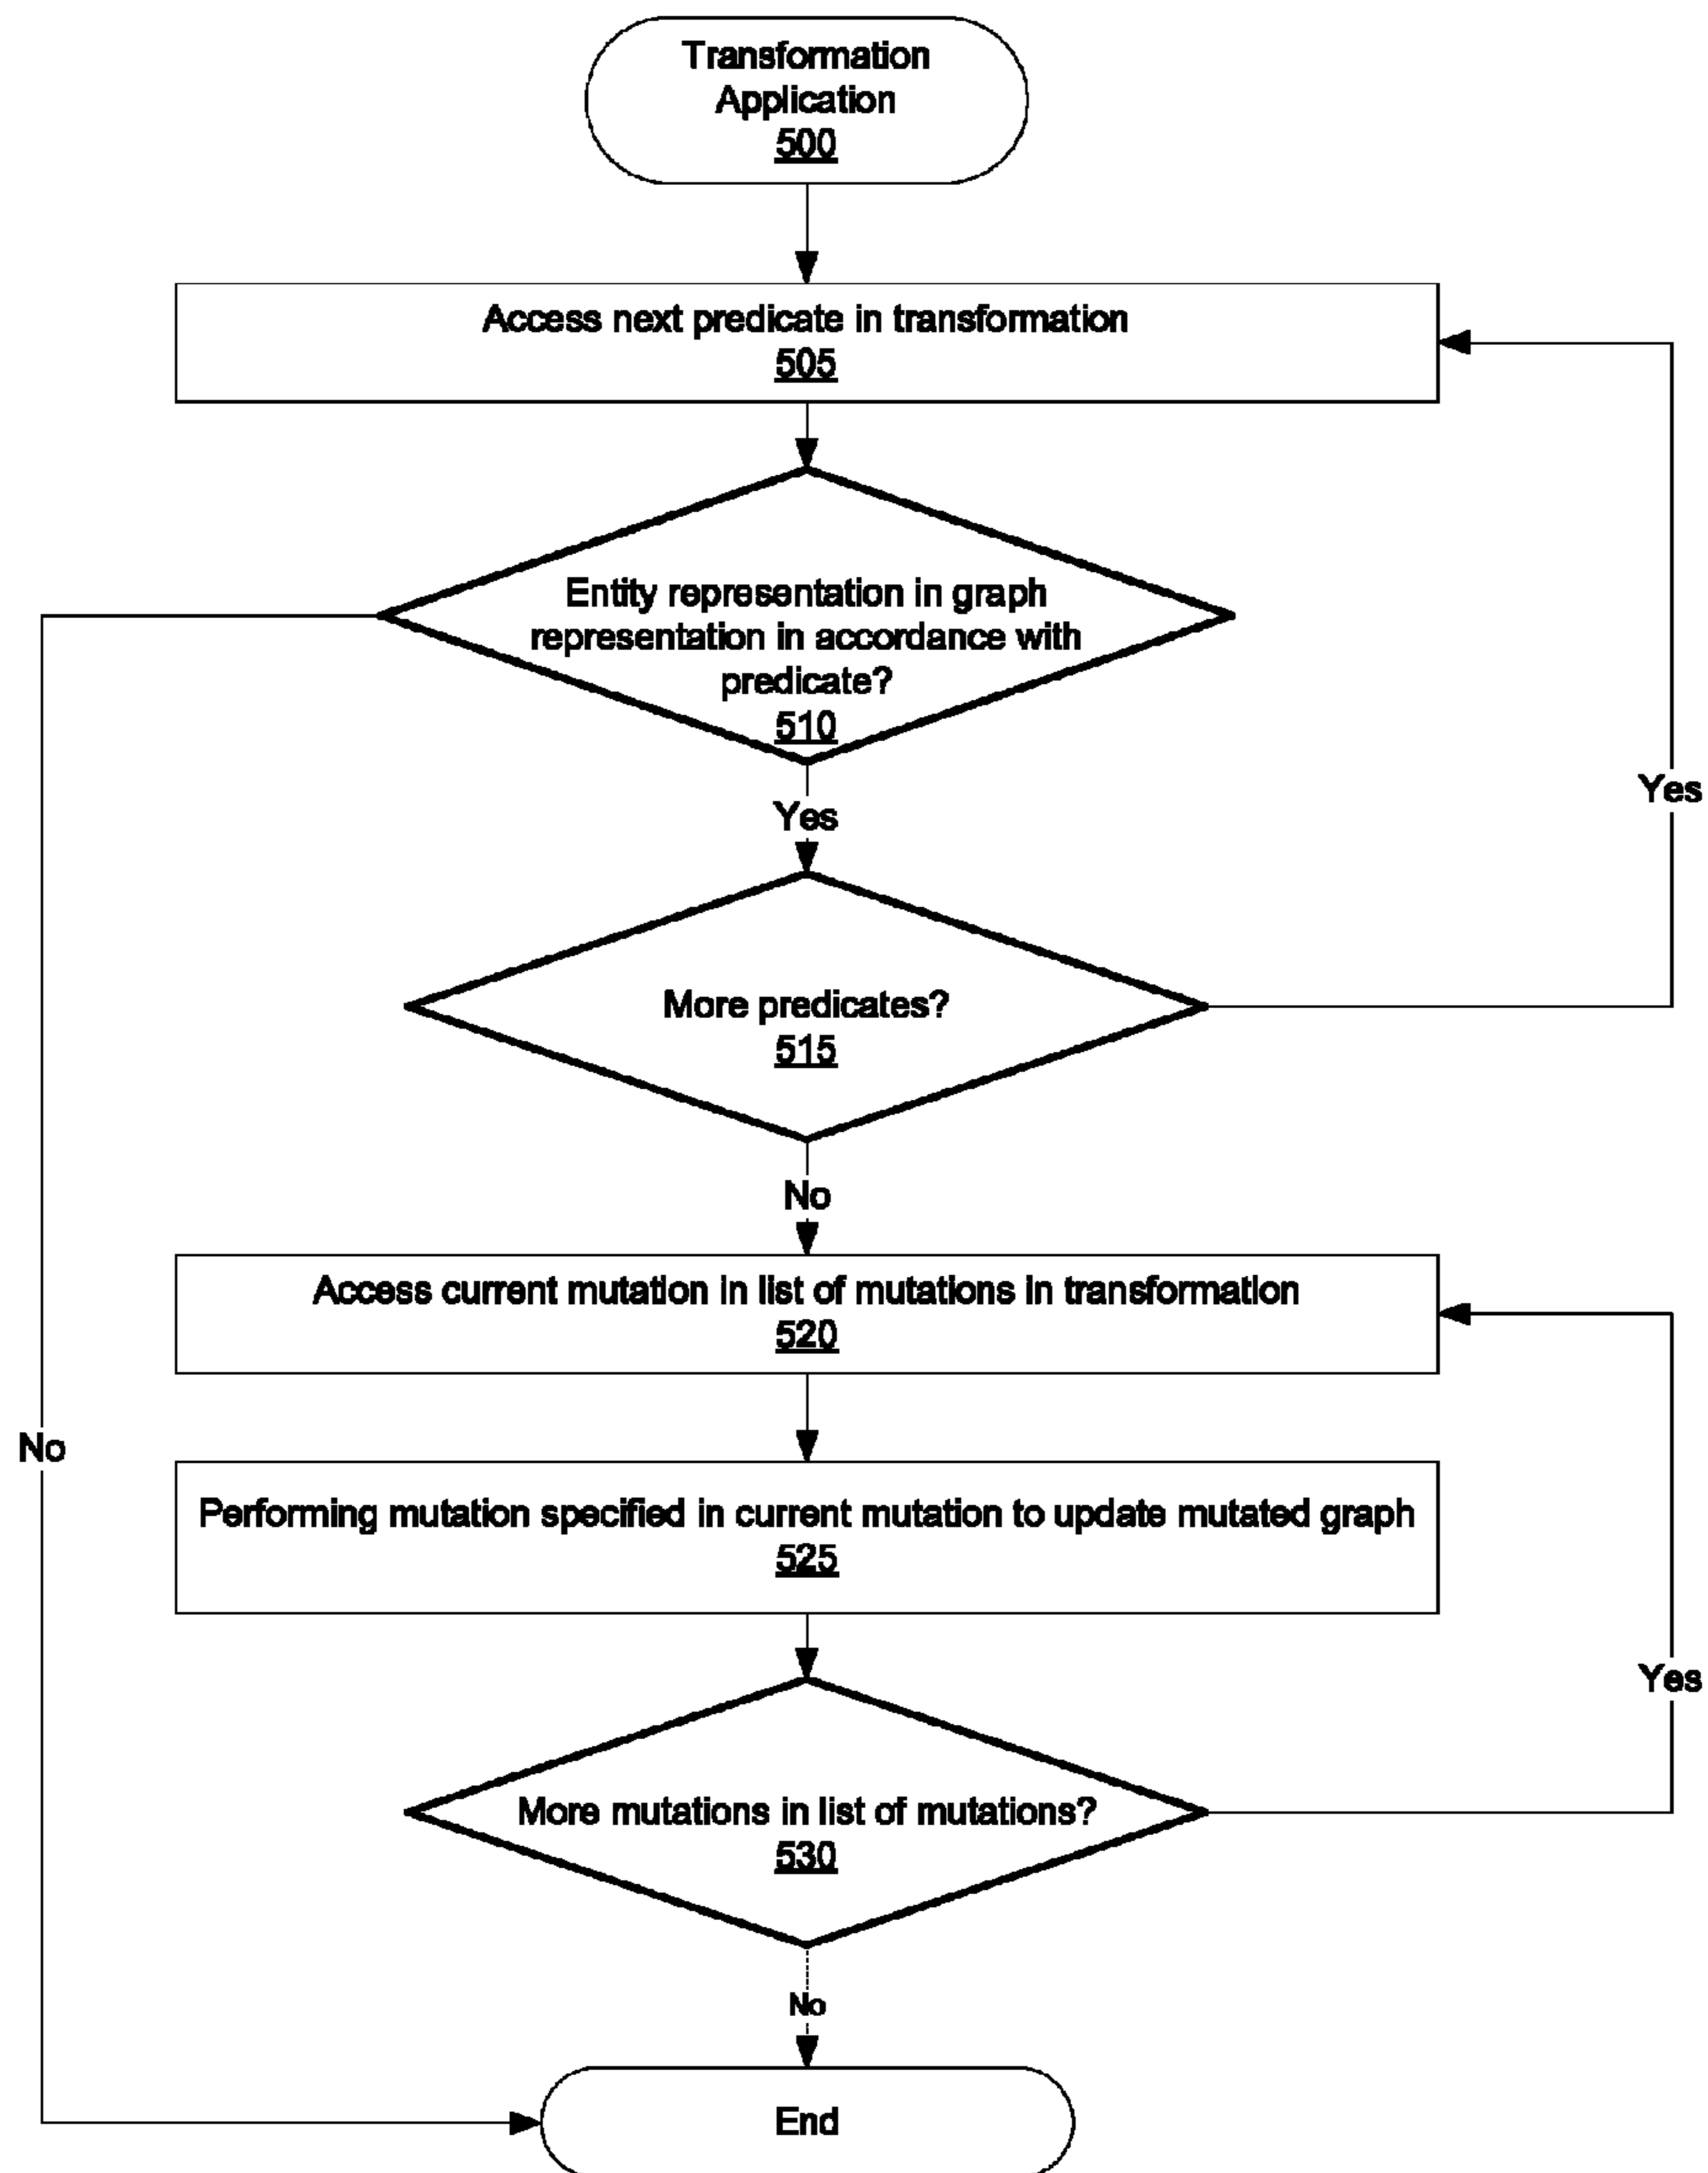 Transformation
Application
500
Access next predicate in transformation
505
Entity representation in graph
representation in accordance with
predicate?
510
Yes
Yes
More predicates?
515
No
Access current mutation in list of mutations in transformation
520
No
Performing mutation specified in current mutation to update mutated graph
525
Yes
More mutations in list of mutations?
530
No
End